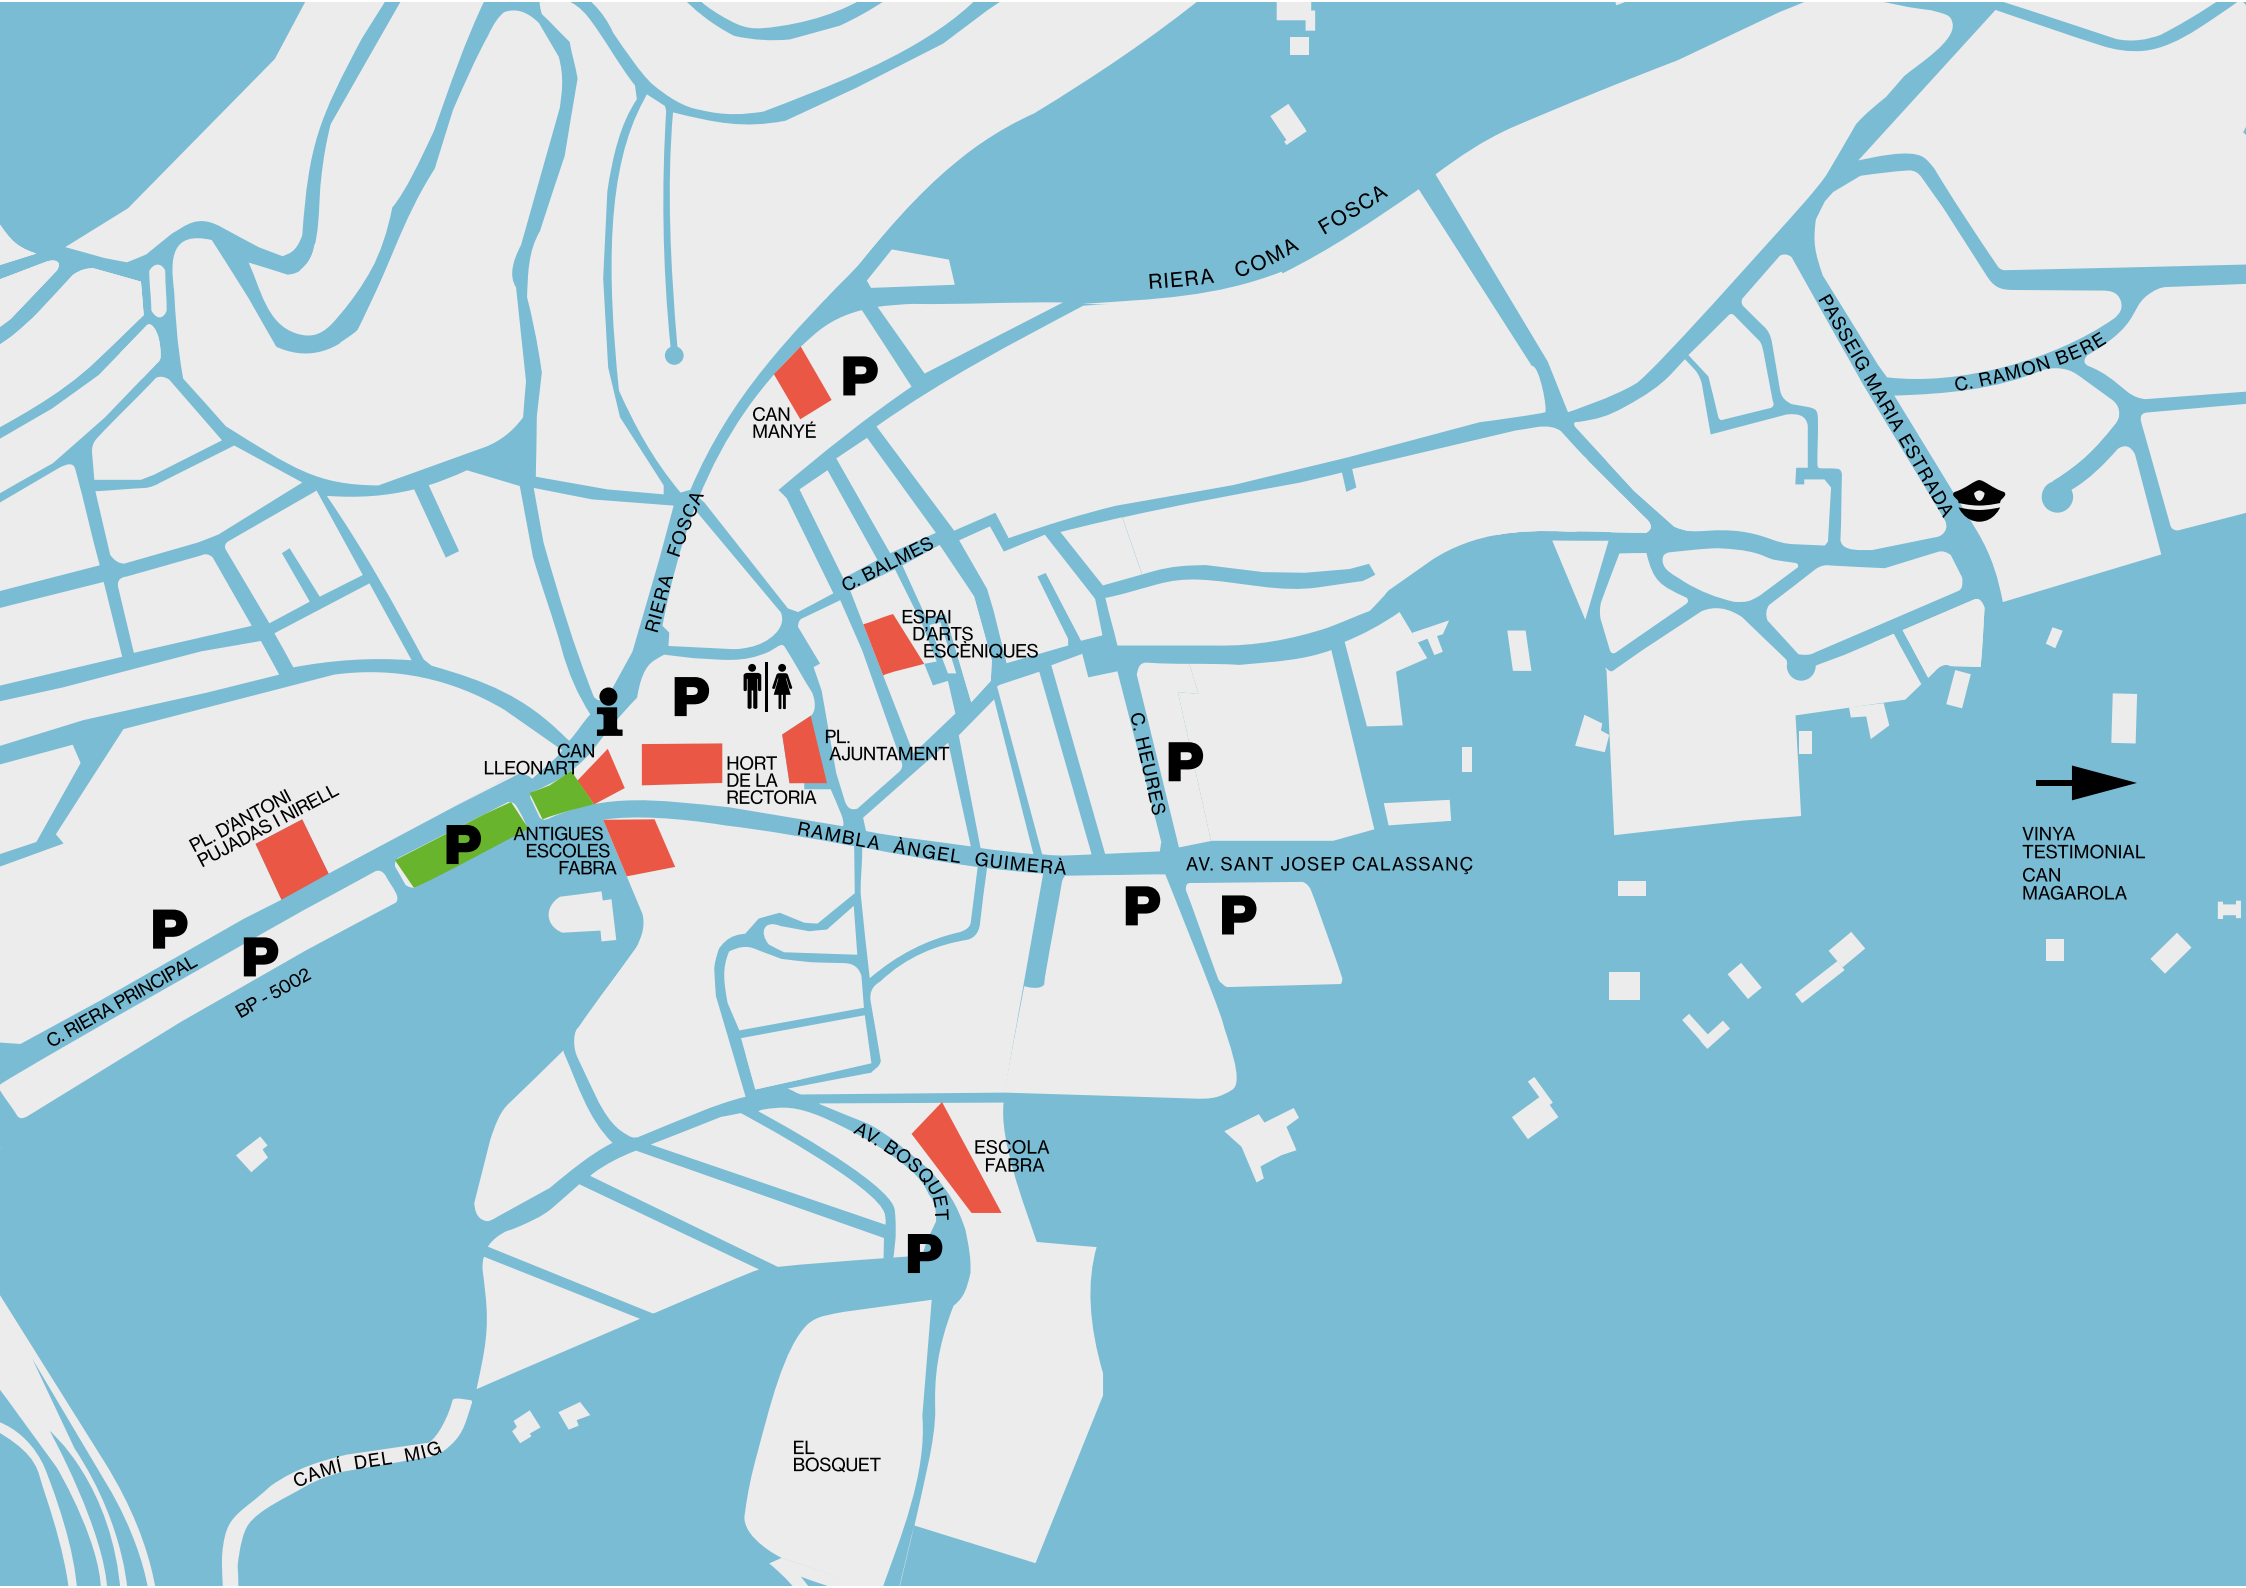 RIERA COMA FOSCA
PASSEIG MARIA ESTRADA
C. RAMON BERE
P
CAN
MANYÉ
RIERA FOSCA
C. BALMES
ESPAI
D'ARTS
ESCÈNIQUES
P
i
CAN
LLEONART
HORT
DE LA
RECTORIA
PL.
AJUNTAMENT
C. HEURES
P
PL. D'ANTONI
PUJADAS I NIRELL
P
ANTIGUES
ESCOLES
FABRA
RAMBLA ÀNGEL GUIMERÀ
AV. SANT JOSEP CALASSANÇ
VINYA
TESTIMONIAL
CAN
MAGAROLA
P
P
P
P
C. RIERA PRINCIPAL
BP - 5002
AV. BOSQUET
ESCOLA
FABRA
P
CAMÍ DEL MIG
EL
BOSQUET